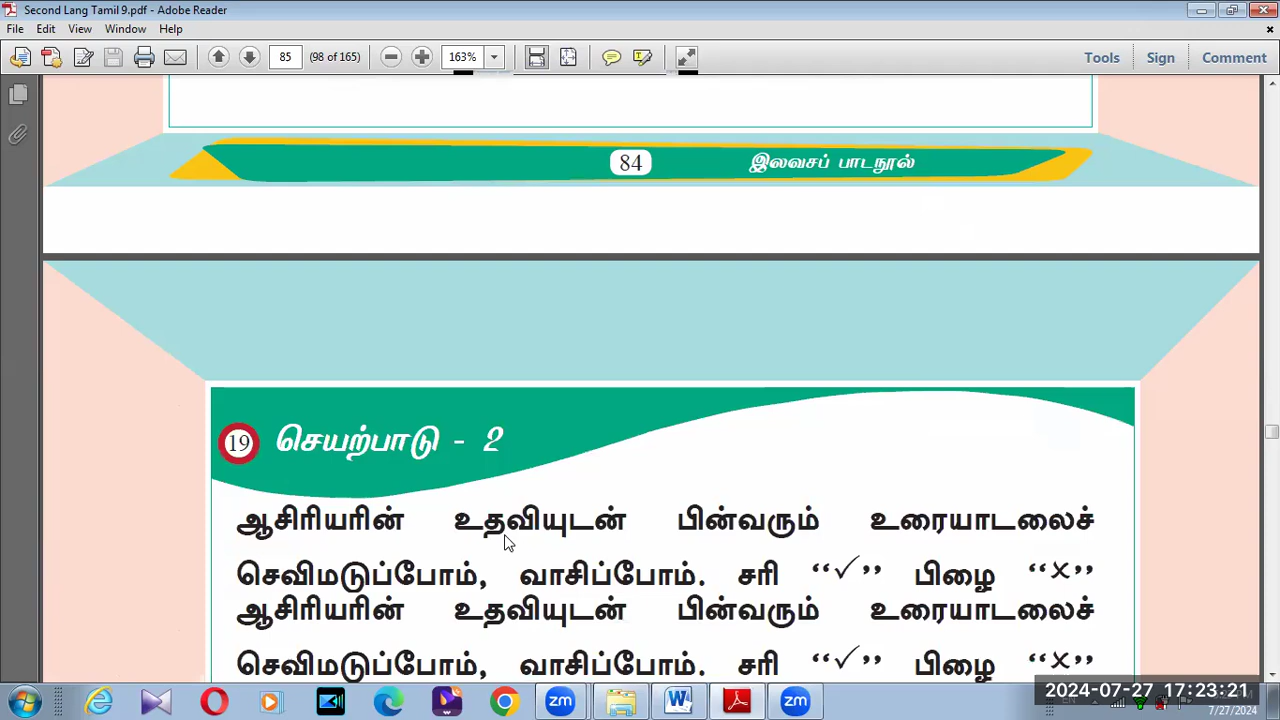 Second Lang Tamil 9.pdf - Adobe Reader
File Edit View Window Help
85 (98 of 165) 163% Tools Sign Comment
84 இலவசப் பாடநூல்
19 செயற்பாடு - 2
ஆசிரியரின் உதவியுடன் பின்வரும் உரையாடலைச்
செவிமடுப்போம், வாசிப்போம். சரி “✓” பிழை “✗”
ஆசிரியரின் உதவியுடன் பின்வரும் உரையாடலைச்
செவிமடுப்போம், வாசிப்போம். சரி “✓” பிழை “✗”
2024-07-27 17:23:21
7/27/2024